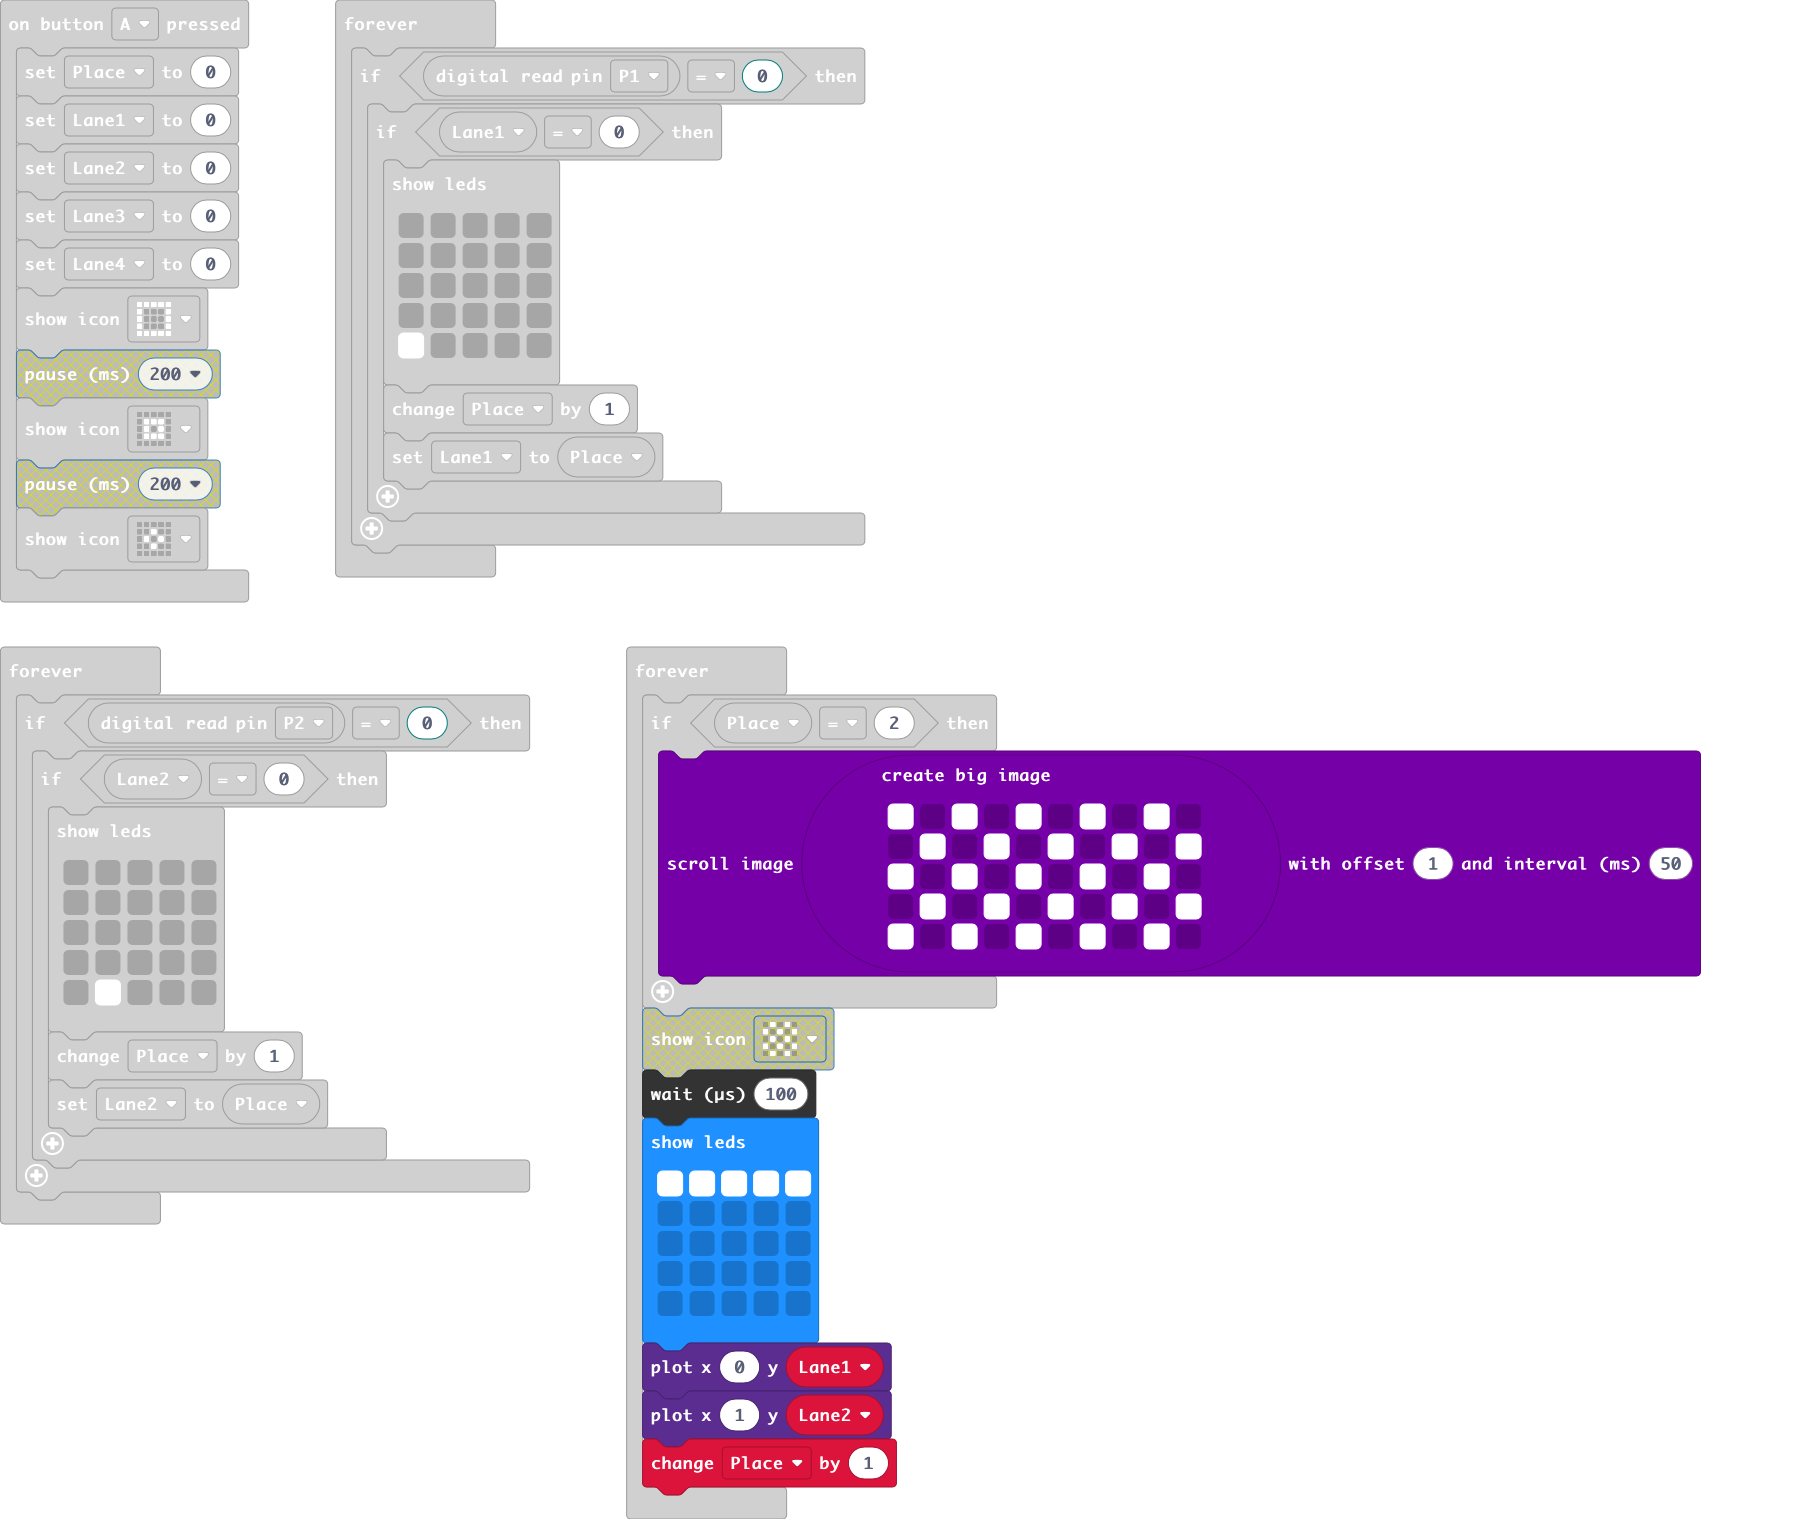 on button A pressed
set Place to 0
set Lane1 to 0
set Lane2 to 0
set Lane3 to 0
set Lane4 to 0
show icon
pause (ms) 200
show icon
pause (ms) 200
show icon
forever
if digital read pin P1 = 0 then
if Lane1 = 0 then
show leds
change Place by 1
set Lane1 to Place
forever
if digital read pin P2 = 0 then
if Lane2 = 0 then
show leds
change Place by 1
set Lane2 to Place
forever
if Place = 2 then
create big image
scroll image with offset 1 and interval (ms) 50
show icon
wait (µs) 100
show leds
plot x 0 y Lane1
plot x 1 y Lane2
change Place by 1